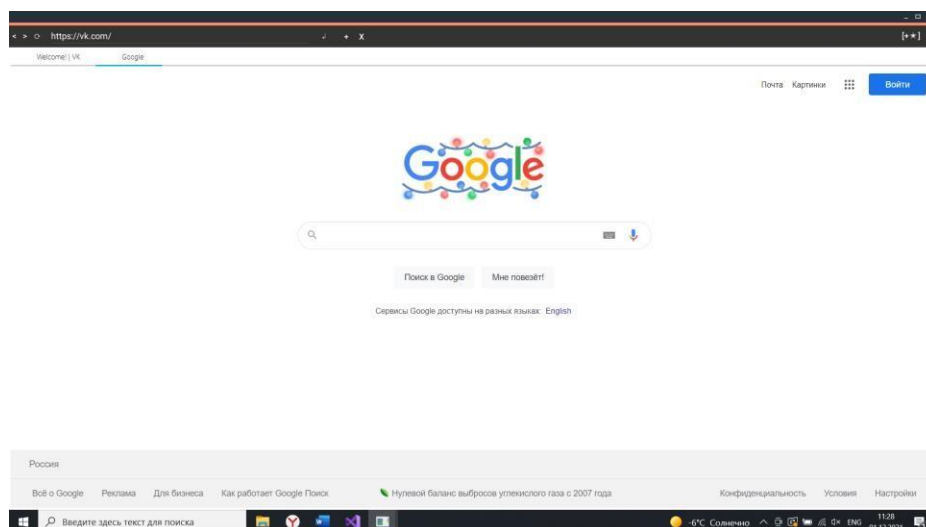 < > https://vk.com/ + X [+★]
Welcome! | VK Google
Почта Картинки Войти
Google
Поиск в Google Мне повезёт!
Сервисы Google доступны на разных языках: English
Россия
Всё о Google Реклама Для бизнеса Как работает Google Поиск Нулевой баланс выбросов углекислого газа с 2007 года Конфиденциальность Условия Настройки
Введите здесь текст для поиска -6°C Солнечно ENG 11:28